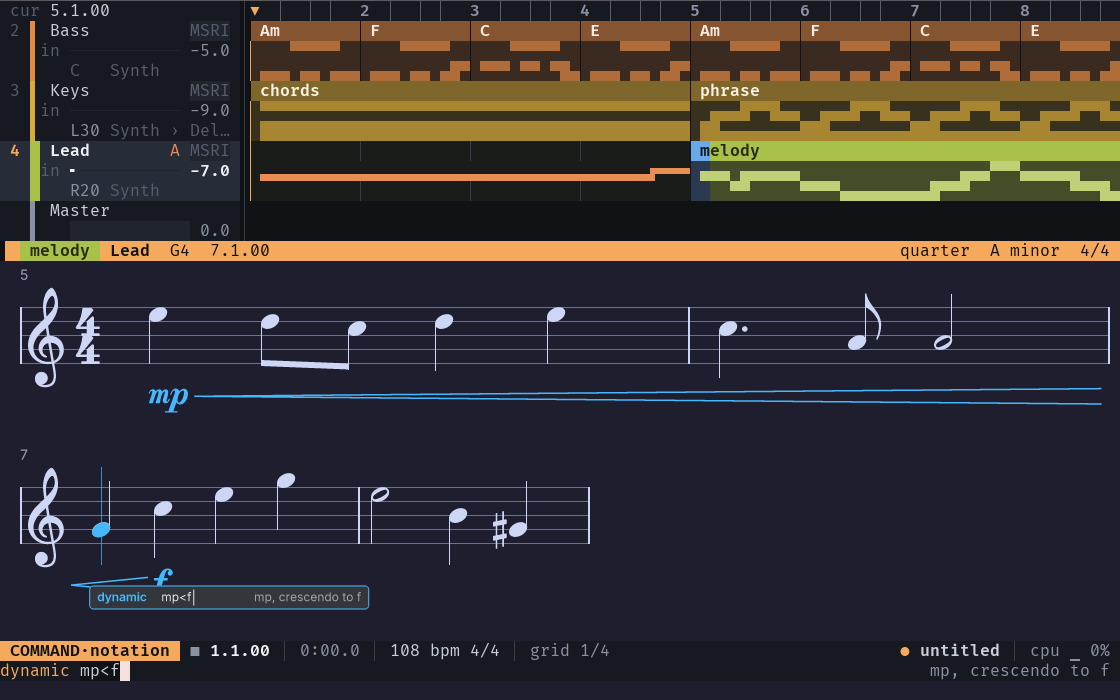 cur 5.1.00 2 3 4 5 6 7 8
2 Bass MSRI Am F C E Am F C E
in -5.0
C Synth
3 Keys MSRI chords phrase
in -9.0
L30 Synth › Del…
4 Lead A MSRI melody
in -7.0
R20 Synth
Master
0.0
melody Lead G4 7.1.00 quarter A minor 4/4
5
4
4
mp
7
f
dynamic mp<f mp, crescendo to f
COMMAND·notation 1.1.00 0:00.0 108 bpm 4/4 grid 1/4 ● untitled cpu _ 0%
dynamic mp<f mp, crescendo to f